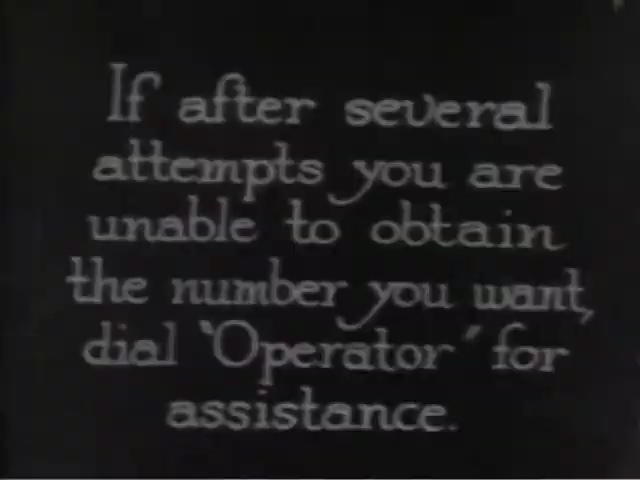 If after several
attempts you are
unable to obtain
the number you want,
dial "Operator" for
assistance.